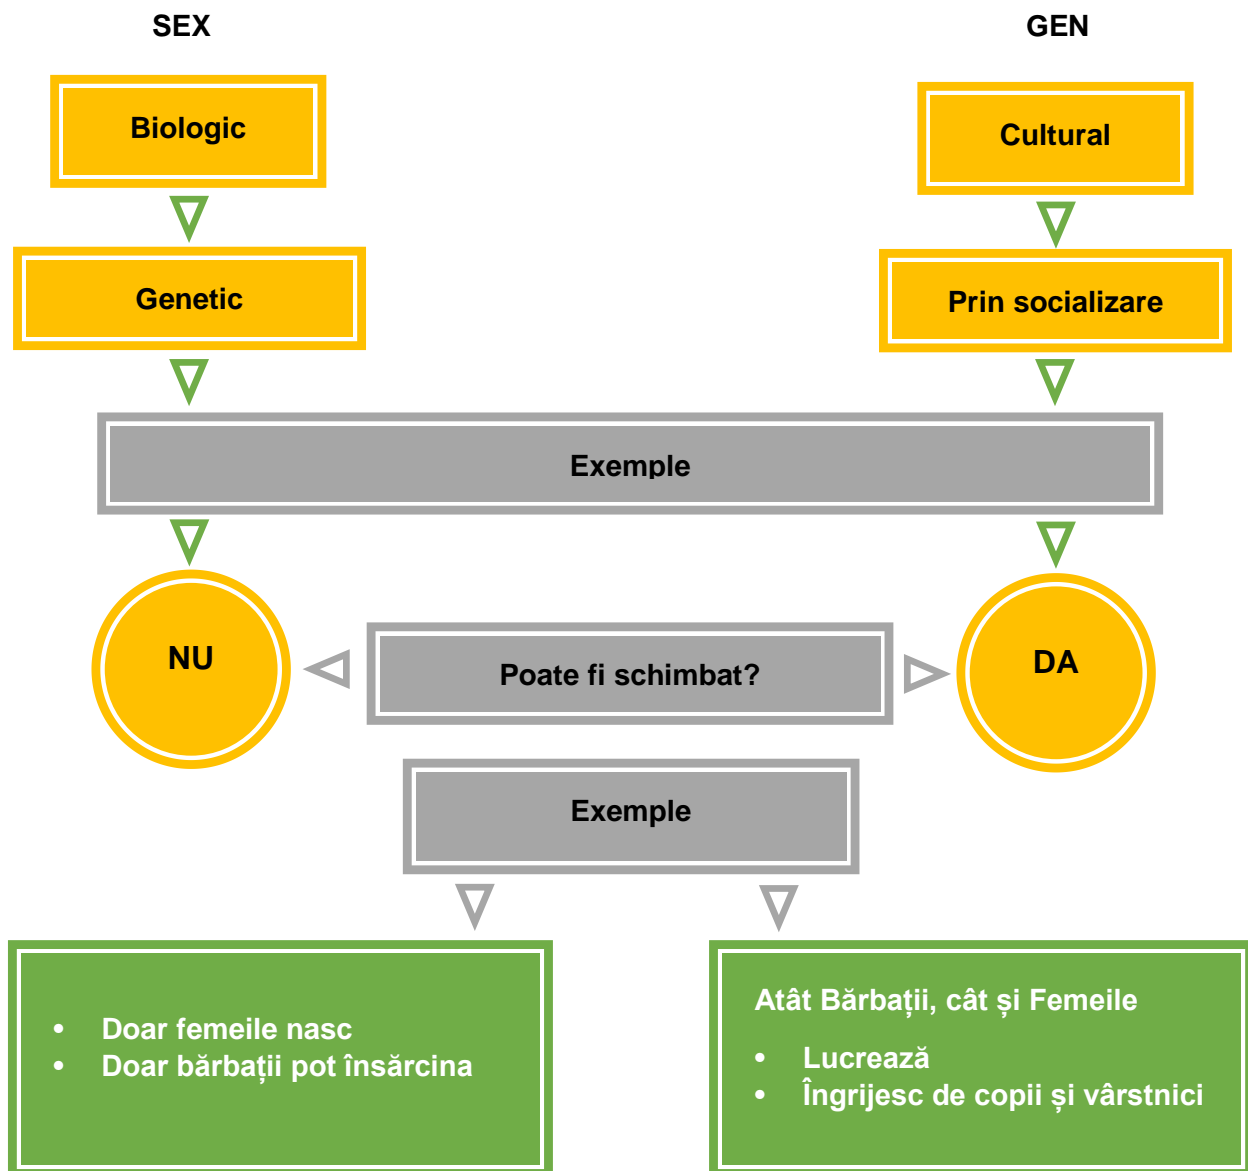 SEX
GEN
Biologic
Cultural
Genetic
Prin socializare
Exemple
NU
Poate fi schimbat?
DA
Exemple
• Doar femeile nasc
• Doar bărbații pot însărcina
Atât Bărbații, cât și Femeile
• Lucrează
• Îngrijesc de copii și vârstnici